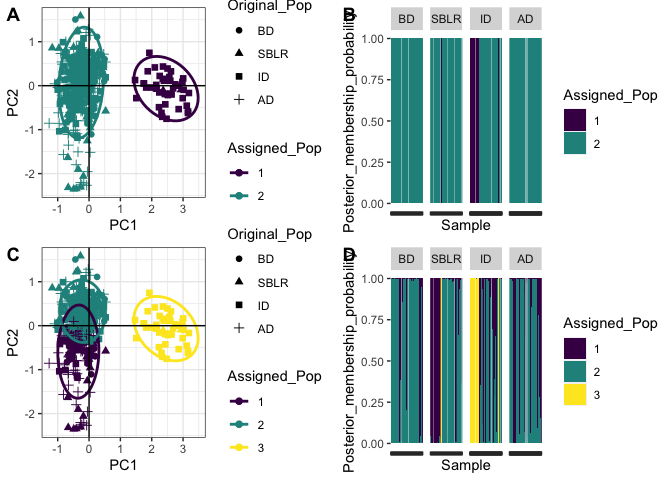 A
1
0
-1
-2
PC2
-1 0 1 2 3
PC1
Original_Pop
BD
SBLR
ID
AD
Assigned_Pop
1
2
B
BD SBLR ID AD
1.00
0.75
0.50
0.25
0.00
Posterior_membership_probability
Sample
Assigned_Pop
1
2
C
1
0
-1
-2
PC2
-1 0 1 2 3
PC1
Original_Pop
BD
SBLR
ID
AD
Assigned_Pop
1
2
3
D
BD SBLR ID AD
1.00
0.75
0.50
0.25
0.00
Posterior_membership_probability
Sample
Assigned_Pop
1
2
3